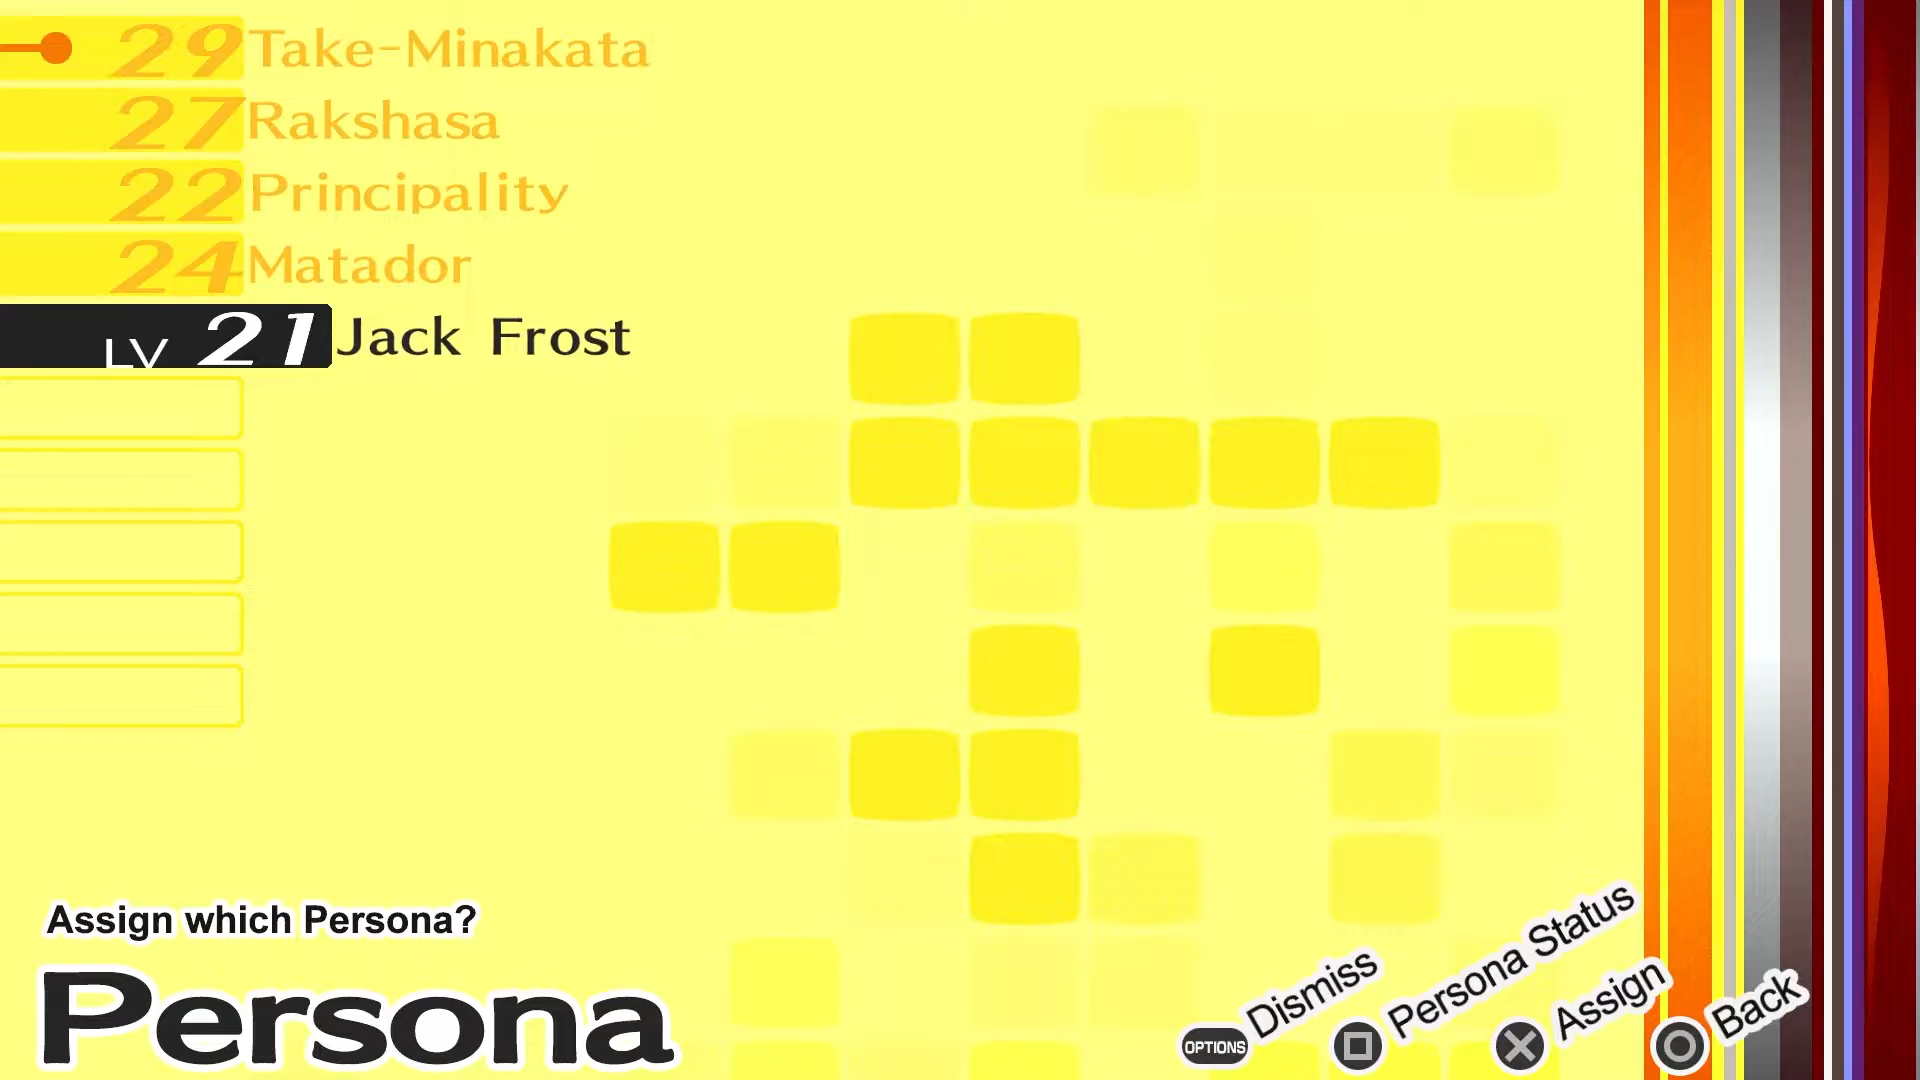 29 Take-Minakata
27 Rakshasa
22 Principality
24 Matador
LV 21 Jack Frost
Assign which Persona?
Persona
OPTIONS Dismiss
Persona Status
Assign
Back